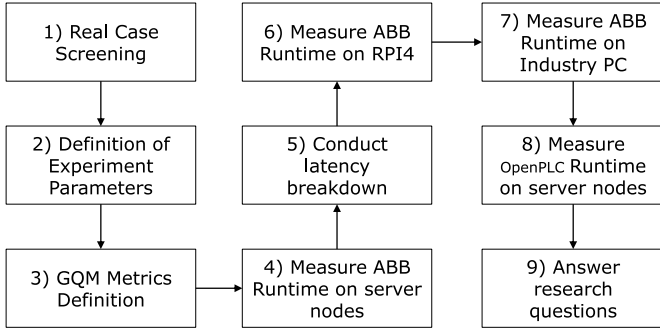 1) Real Case
Screening
2) Definition of
Experiment
Parameters
3) GQM Metrics
Definition
4) Measure ABB
Runtime on server
nodes
5) Conduct
latency
breakdown
6) Measure ABB
Runtime on RPI4
7) Measure ABB
Runtime on
Industry PC
8) Measure
OpenPLC Runtime
on server nodes
9) Answer
research
questions